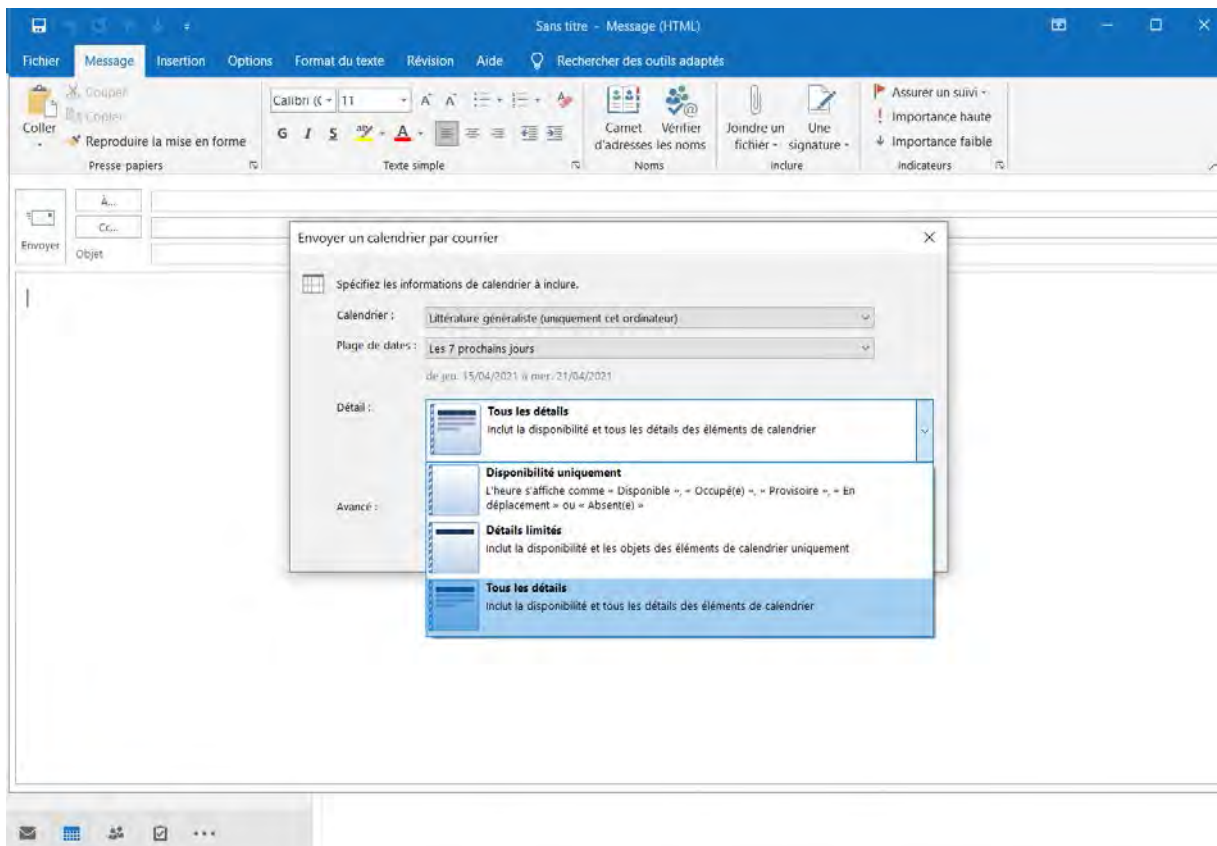 Sans titre - Message (HTML)
Fichier Message Insertion Options Format du texte Révision Aide Rechercher des outils adaptés
Coller
Couper
Copier
Reproduire la mise en forme
Presse-papiers
Calibri (C 11
G I S
Texte simple
Carnet d'adresses
Vérifier les noms
Noms
Joindre un fichier
Une signature
Inclure
Assurer un suivi
Importance haute
Importance faible
Indicateurs
Envoyer
À...
Cc...
Objet
Envoyer un calendrier par courrier
Spécifiez les informations de calendrier à inclure.
Calendrier : Littérature généraliste (uniquement cet ordinateur)
Plage de dates : Les 7 prochains jours
de jeu. 15/04/2021 à mer. 21/04/2021
Détail :
Tous les détails
Inclut la disponibilité et tous les détails des éléments de calendrier
Disponibilité uniquement
L'heure s'affiche comme « Disponible », « Occupé(e) », « Provisoire », « En
déplacement » ou « Absent(e) »
Avancé :
Détails limités
Inclut la disponibilité et les objets des éléments de calendrier uniquement
Tous les détails
Inclut la disponibilité et tous les détails des éléments de calendrier